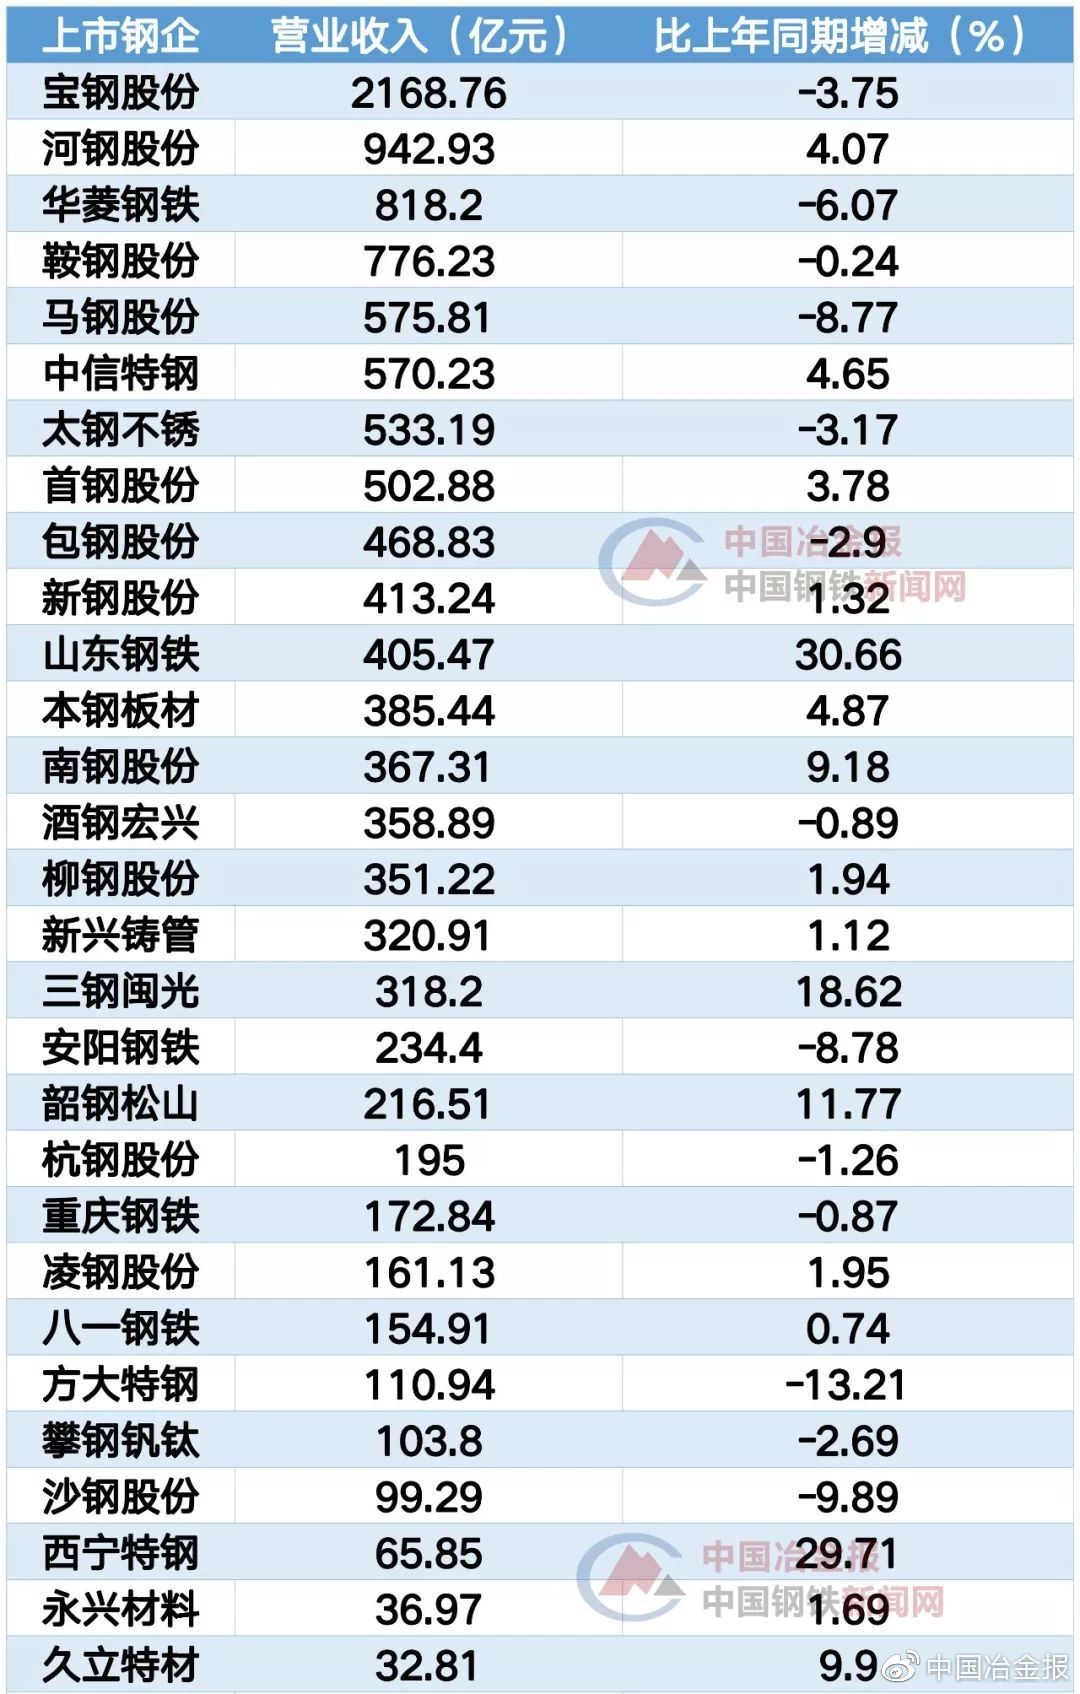 上市钢企 营业收入（亿元） 比上年同期增减（%）
宝钢股份 2168.76 -3.75
河钢股份 942.93 4.07
华菱钢铁 818.2 -6.07
鞍钢股份 776.23 -0.24
马钢股份 575.81 -8.77
中信特钢 570.23 4.65
太钢不锈 533.19 -3.17
首钢股份 502.88 3.78
包钢股份 468.83 -2.9
中国冶金报
新钢股份 413.24 1.32
中国钢铁新闻网
山东钢铁 405.47 30.66
本钢板材 385.44 4.87
南钢股份 367.31 9.18
酒钢宏兴 358.89 -0.89
柳钢股份 351.22 1.94
新兴铸管 320.91 1.12
三钢闽光 318.2 18.62
安阳钢铁 234.4 -8.78
韶钢松山 216.51 11.77
杭钢股份 195 -1.26
重庆钢铁 172.84 -0.87
凌钢股份 161.13 1.95
八一钢铁 154.91 0.74
方大特钢 110.94 -13.21
攀钢钒钛 103.8 -2.69
沙钢股份 99.29 -9.89
西宁特钢 65.85 29.71
中国冶金报
永兴材料 36.97 1.69
中国钢铁新闻网
久立特材 32.81 9.9
中国冶金报